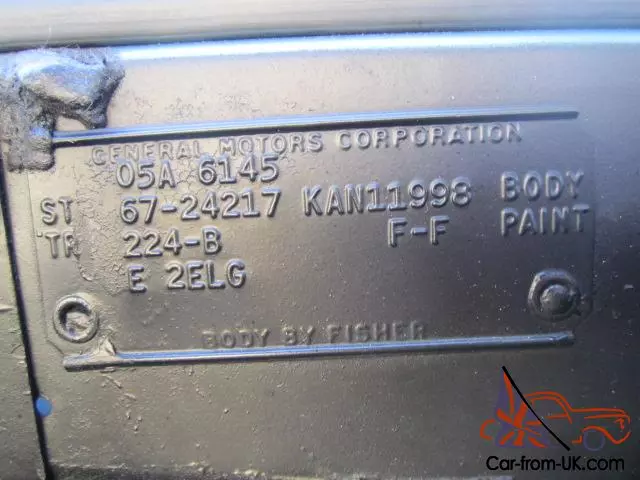 GENERAL MOTORS CORPORATION
05A 6145
ST 67-24217 KAN11998 BODY
TR 224-B F-F PAINT
E 2ELG
BODY BY FISHER
Car-from-UK.com